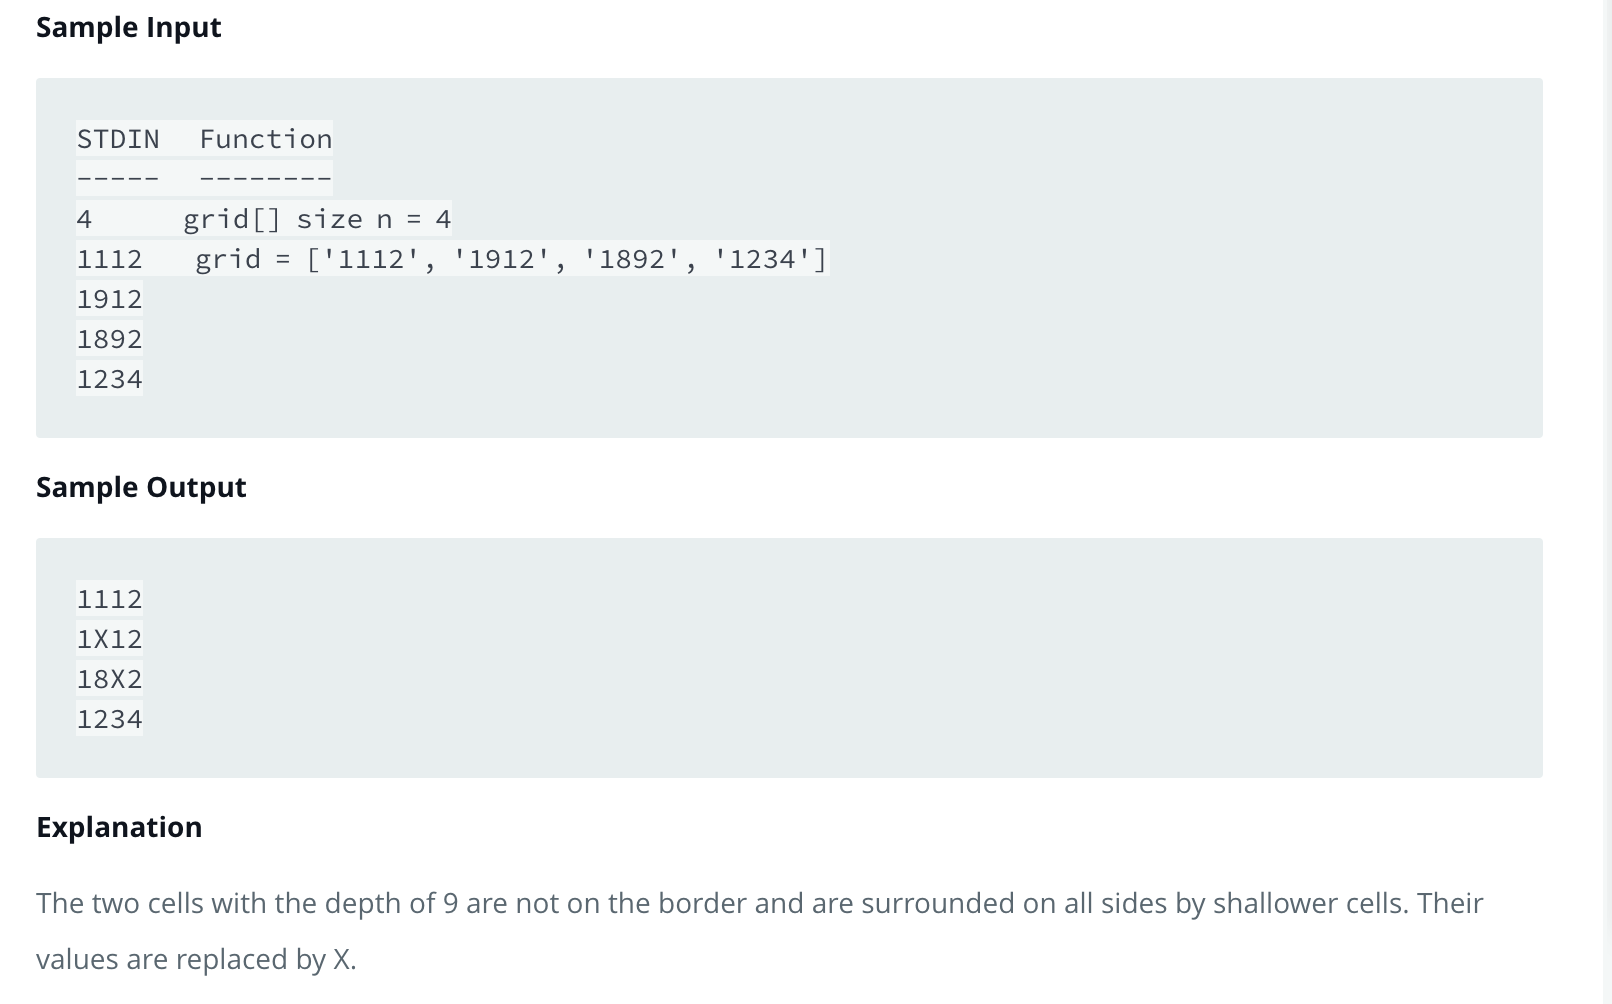 Sample Input
STDIN  Function
-----  --------
4      grid[] size n = 4
1112   grid = ['1112', '1912', '1892', '1234']
1912
1892
1234
Sample Output
1112
1X12
18X2
1234
Explanation
The two cells with the depth of 9 are not on the border and are surrounded on all sides by shallower cells. Their
values are replaced by X.